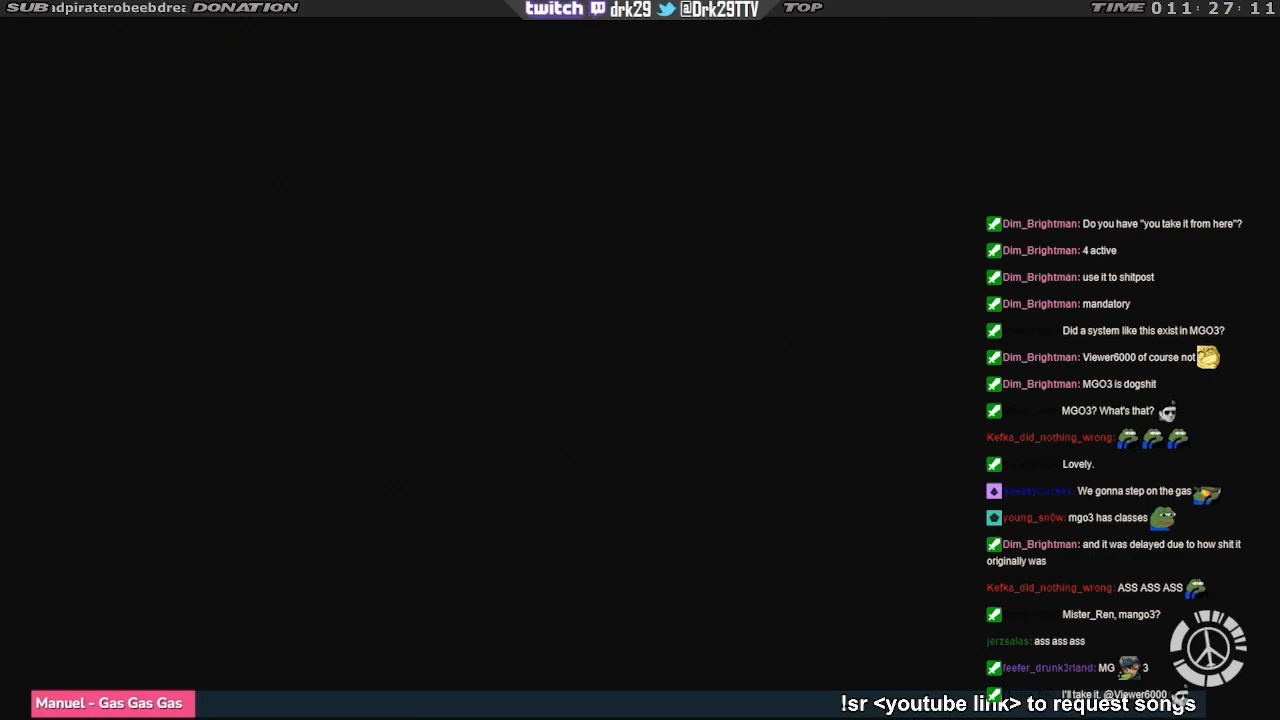 SUB DONATION twitch drk29 @Drk29TTV TOP TIME 011:27:11
Dim_Brightman: Do you have "you take it from here"?
Dim_Brightman: 4 active
Dim_Brightman: use it to shitpost
Dim_Brightman: mandatory
Did a system like this exist in MGO3?
Dim_Brightman: Viewer6000 of course not
Dim_Brightman: MGO3 is dogshit
MGO3? What's that?
Kefka_did_nothing_wrong:
Lovely.
We gonna step on the gas
young_sn0w: mgo3 has classes
Dim_Brightman: and it was delayed due to how shit it
originally was
Kefka_did_nothing_wrong: ASS ASS ASS
Mister_Ren, mango3?
jerzsalas: ass ass ass
feefer_drunk3rland: MG 3
I'll take it. @Viewer6000
Manuel - Gas Gas Gas
!sr <youtube link> to request songs